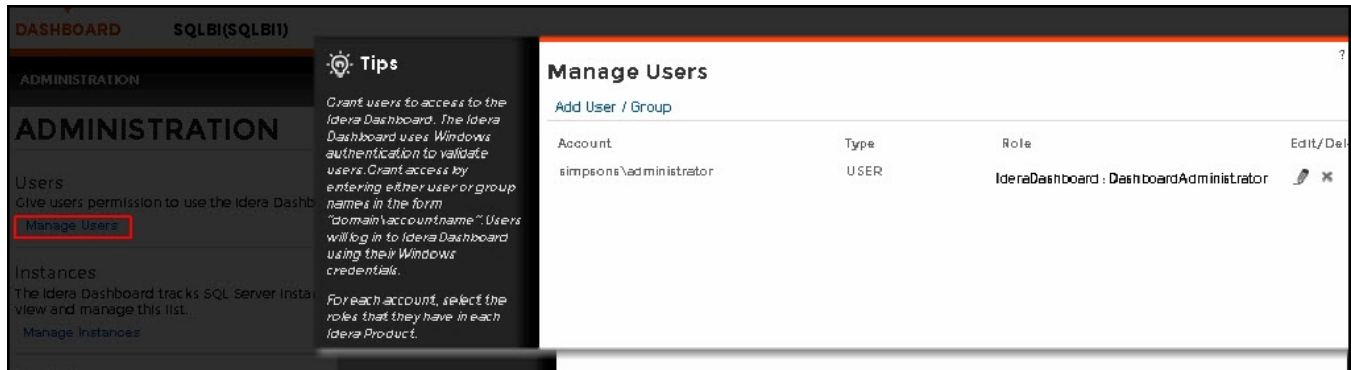 DASHBOARD SQLBI(SQLBI1)
ADMINISTRATION
ADMINISTRATION
Users
Give users permission to use the Idera Dashb
Manage Users
Instances
The Idera Dashboard tracks SQL Server Insta
view and manage this list.
Manage Instances
Tips
Grant users to access to the
Idera Dashboard. The Idera
Dashboard uses Windows
authentication to validate
users.Grant access by
entering either user or group
names in the form
"domain\accountname".Users
will log in to Idera Dashboard
using their Windows
credentials.
For each account, select the
roles that they have in each
Idera Product.
?
Manage Users
Add User / Group
Account Type Role Edit/Del
simpsons\administrator USER IderaDashboard : DashboardAdministrator